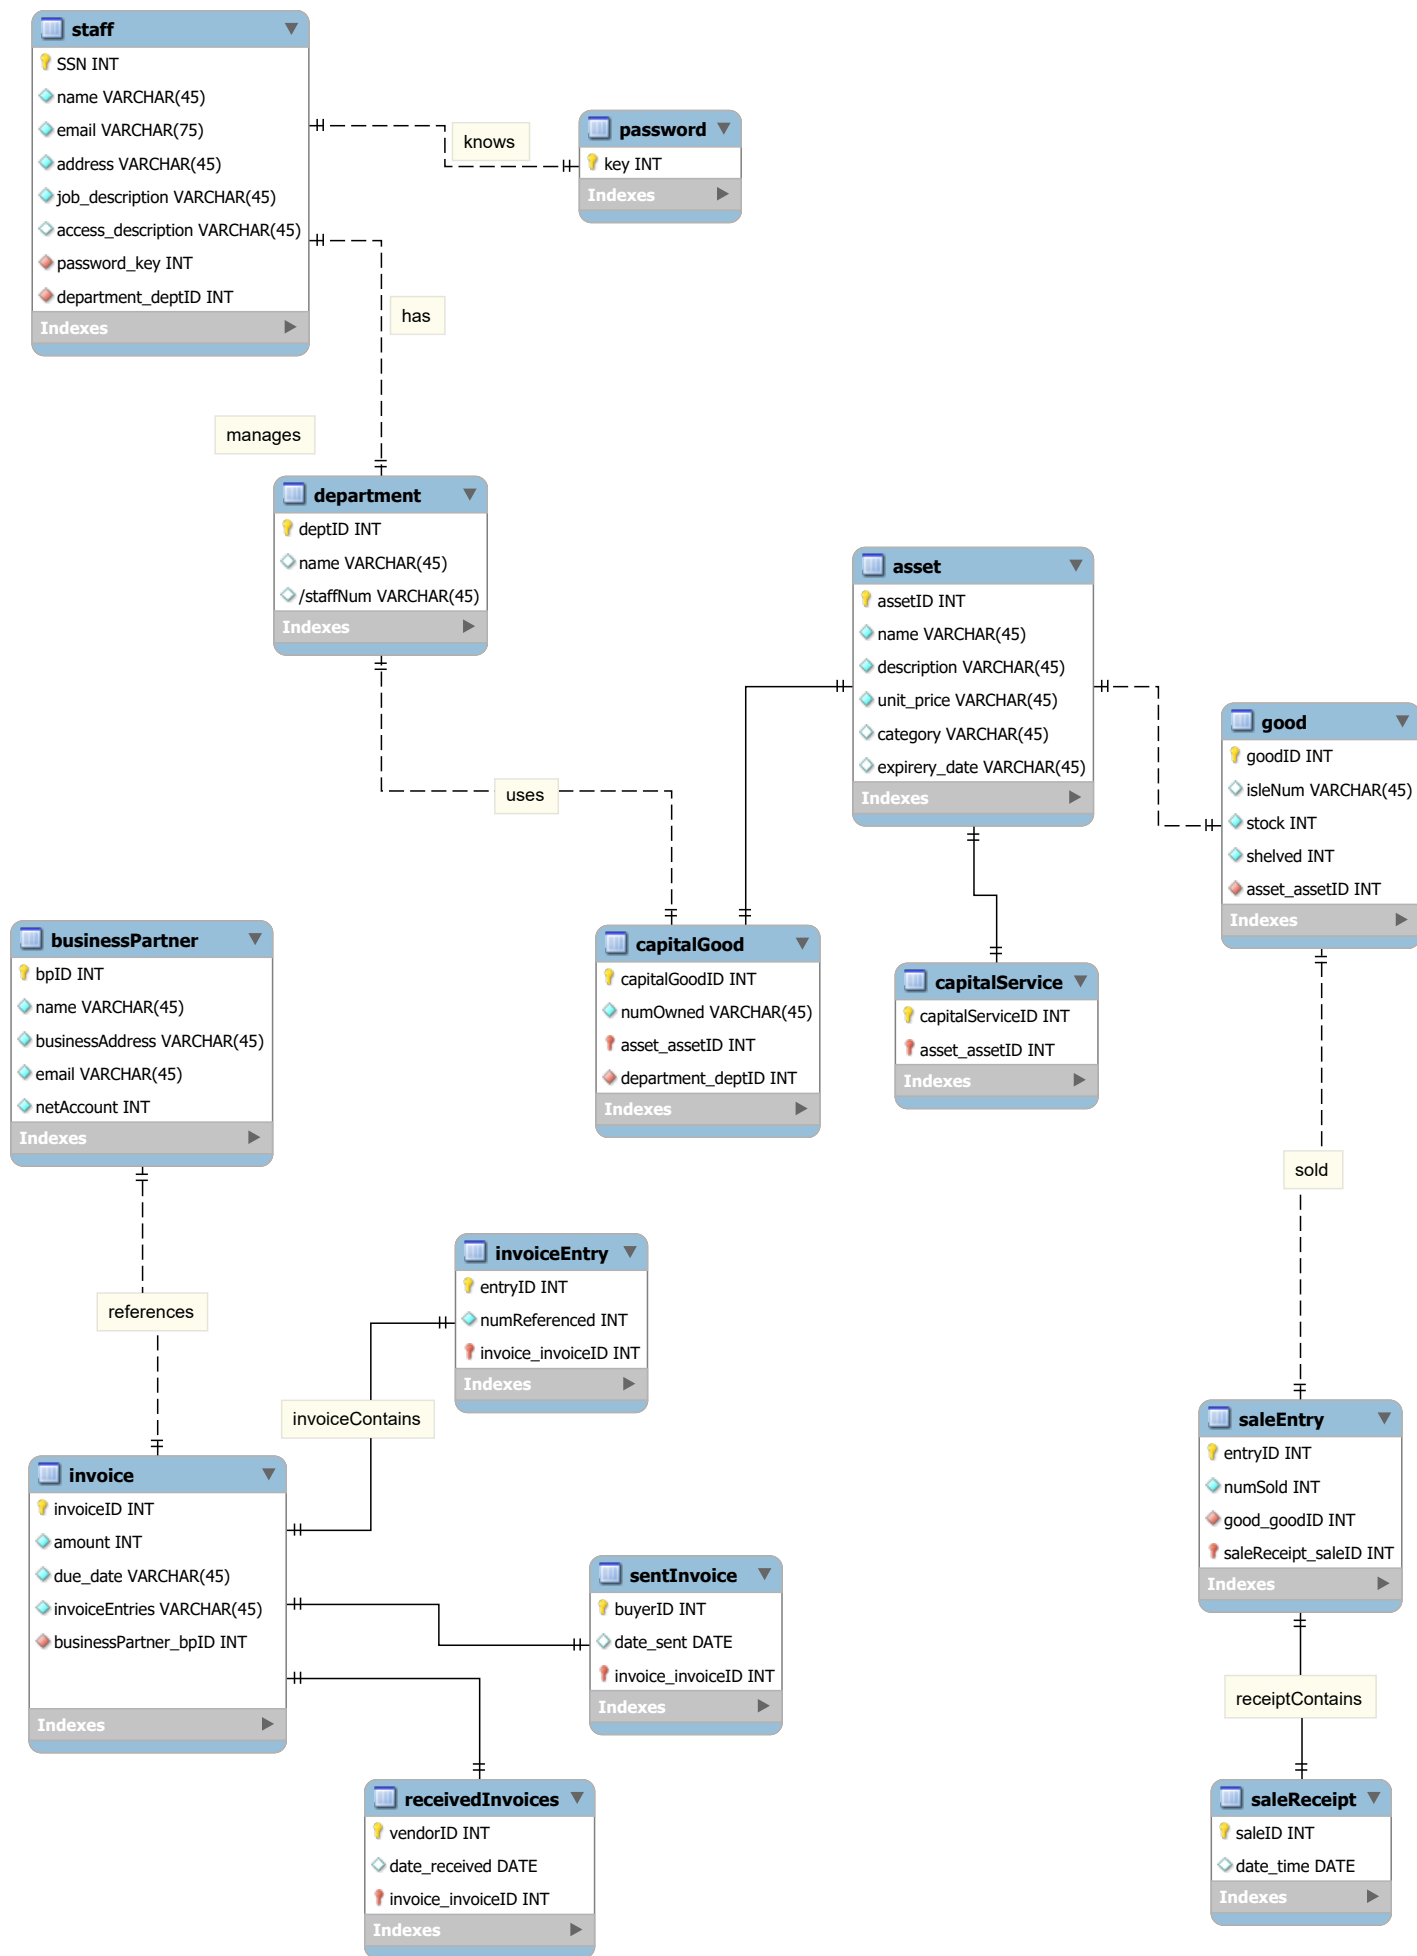 staff
SSN INT
name VARCHAR(45)
email VARCHAR(75)
address VARCHAR(45)
job_description VARCHAR(45)
access_description VARCHAR(45)
password_key INT
department_deptID INT
Indexes
knows
password
key INT
Indexes
has
manages
department
deptID INT
name VARCHAR(45)
/staffNum VARCHAR(45)
Indexes
uses
asset
assetID INT
name VARCHAR(45)
description VARCHAR(45)
unit_price VARCHAR(45)
category VARCHAR(45)
expirery_date VARCHAR(45)
Indexes
good
goodID INT
isleNum VARCHAR(45)
stock INT
shelved INT
asset_assetID INT
Indexes
businessPartner
bpID INT
name VARCHAR(45)
businessAddress VARCHAR(45)
email VARCHAR(45)
netAccount INT
Indexes
capitalGood
capitalGoodID INT
numOwned VARCHAR(45)
asset_assetID INT
department_deptID INT
Indexes
capitalService
capitalServiceID INT
asset_assetID INT
Indexes
sold
references
invoiceEntry
entryID INT
numReferenced INT
invoice_invoiceID INT
Indexes
invoiceContains
saleEntry
entryID INT
numSold INT
good_goodID INT
saleReceipt_saleID INT
Indexes
invoice
invoiceID INT
amount INT
due_date VARCHAR(45)
invoiceEntries VARCHAR(45)
businessPartner_bpID INT
Indexes
sentInvoice
buyerID INT
date_sent DATE
invoice_invoiceID INT
Indexes
receiptContains
receivedInvoices
vendorID INT
date_received DATE
invoice_invoiceID INT
Indexes
saleReceipt
saleID INT
date_time DATE
Indexes